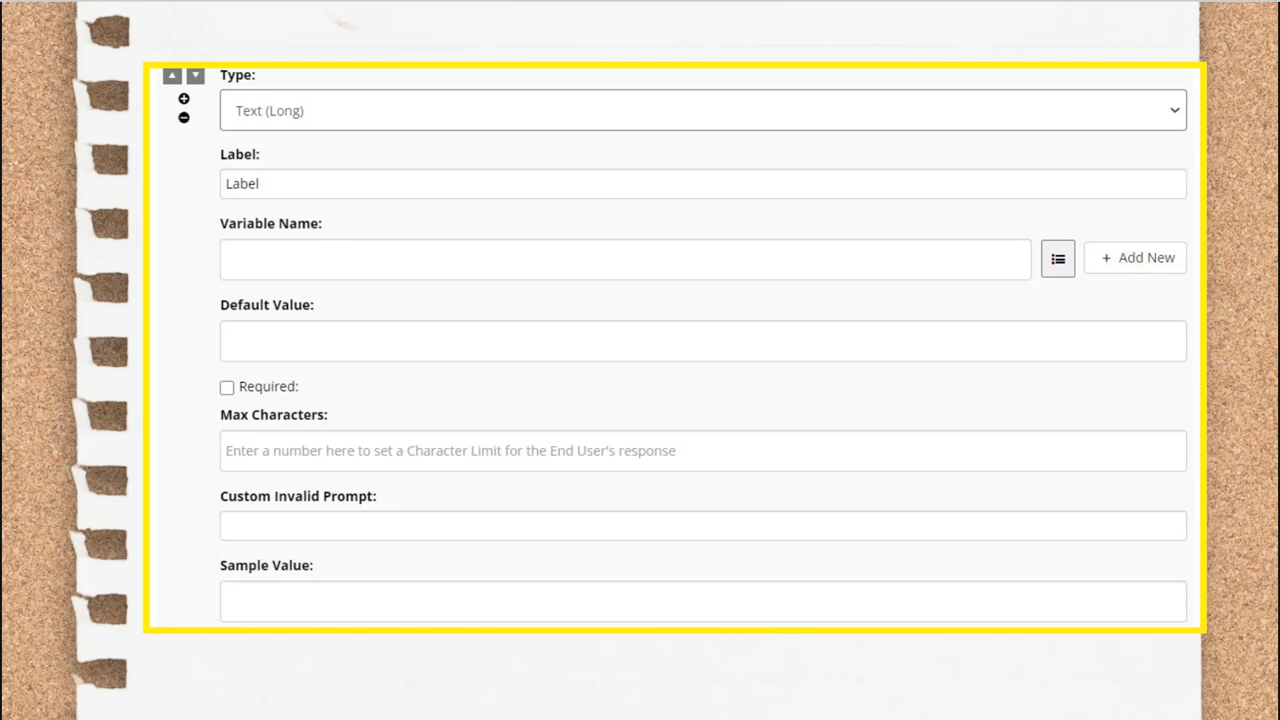 Type:
Text (Long)
Label:
Label
Variable Name:
+ Add New
Default Value:
Required:
Max Characters:
Enter a number here to set a Character Limit for the End User's response
Custom Invalid Prompt:
Sample Value: